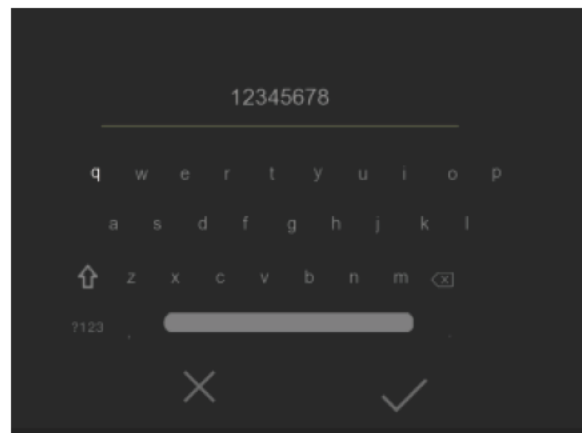 12345678
q w e r t y u i o p
a s d f g h j k l
z x c v b n m
?123 , .